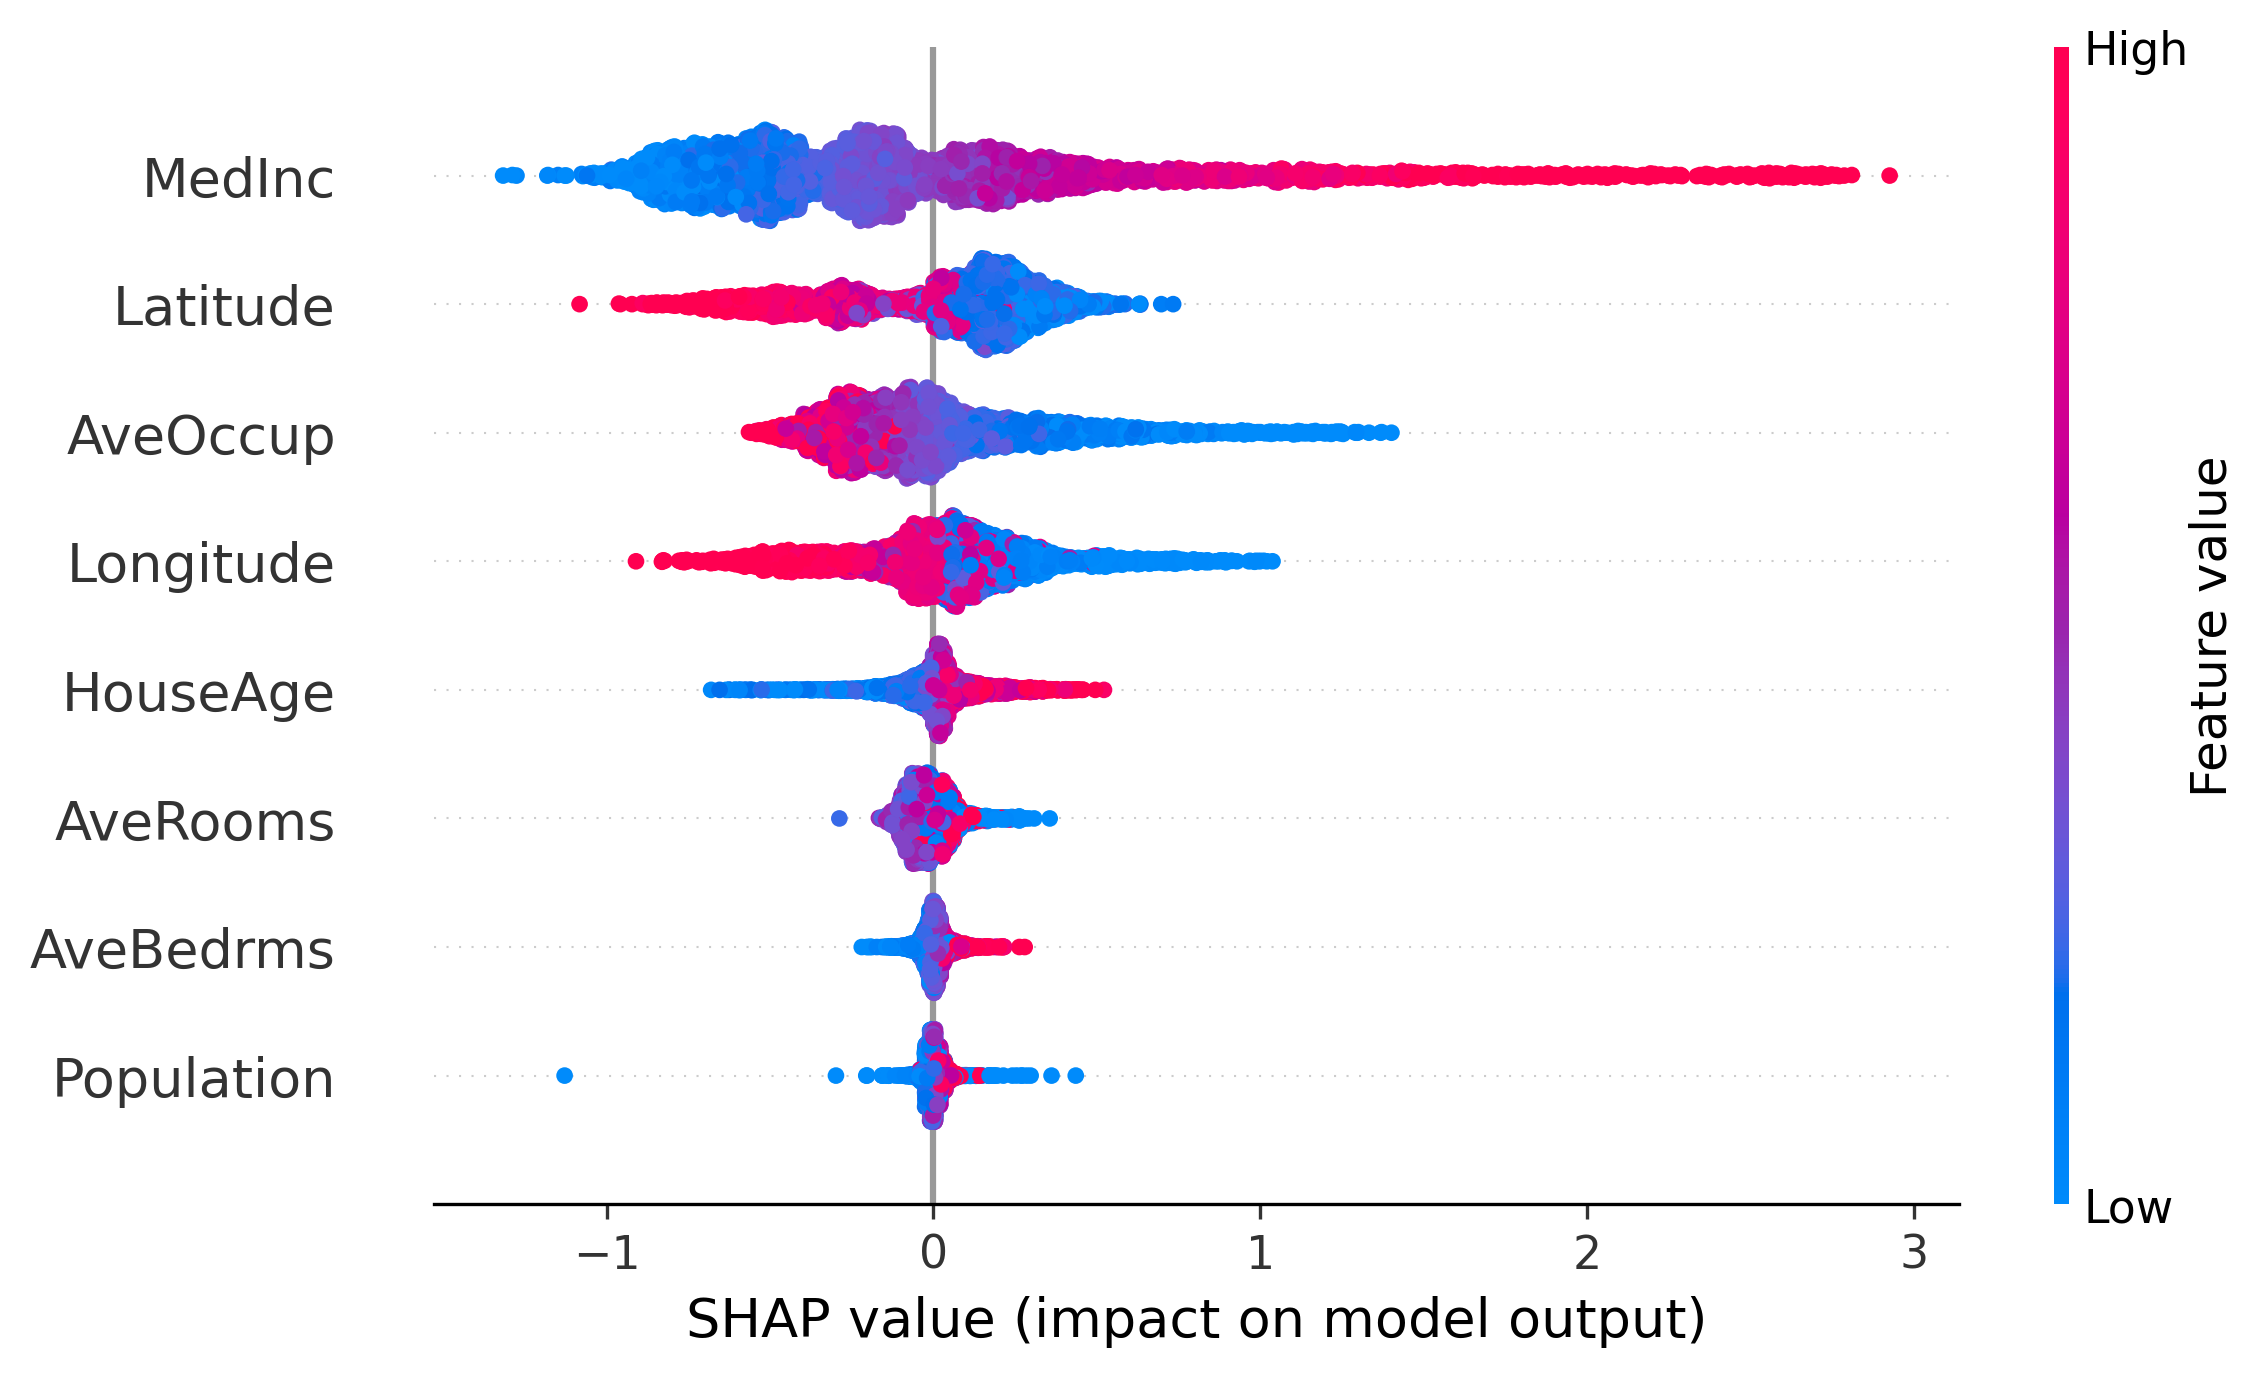 High
MedInc
Latitude
AveOccup
Longitude
HouseAge
AveRooms
AveBedrms
Population
Feature value
Low
−1 0 1 2 3
SHAP value (impact on model output)